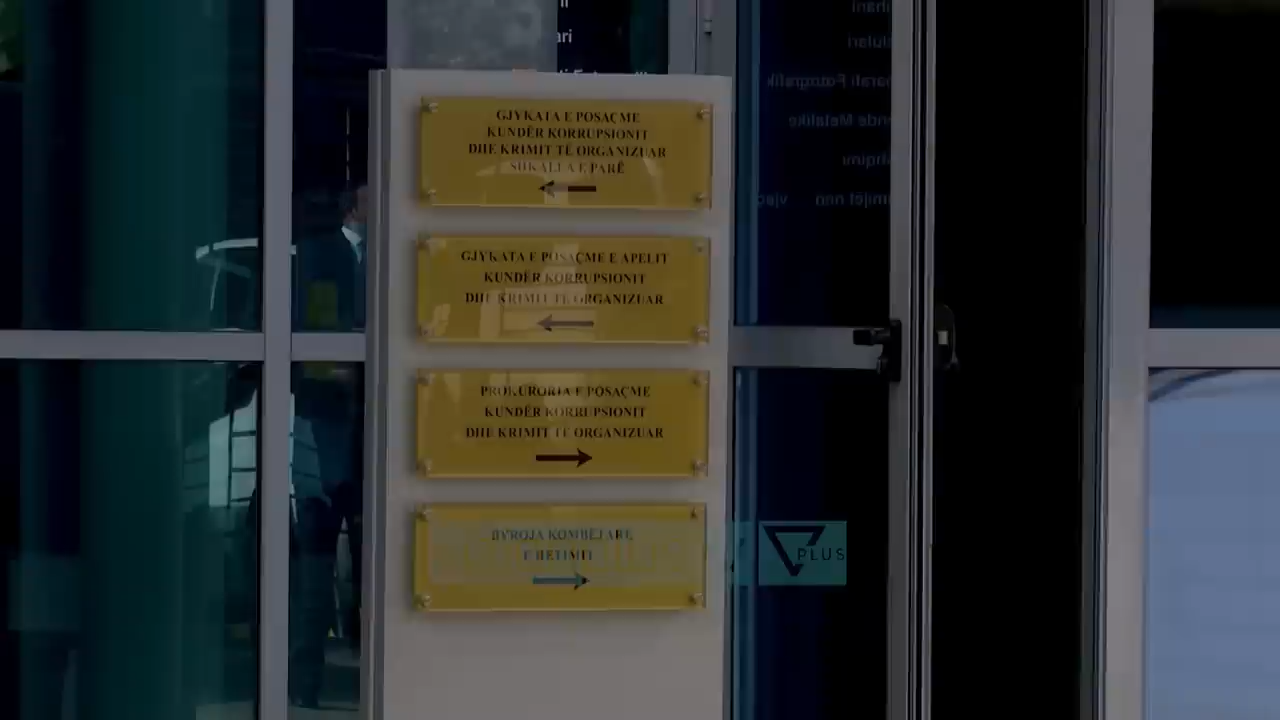 ari
GJYKATA E POSAÇME
KUNDËR KORRUPSIONIT
DHE KRIMIT TË ORGANIZUAR
SHKALLA E PARË
GJYKATA E POSAÇME E APELIT
KUNDËR KORRUPSIONIT
DHE KRIMIT TË ORGANIZUAR
PROKURORIA E POSAÇME
KUNDËR KORRUPSIONIT
DHE KRIMIT TË ORGANIZUAR
BYROJA KOMBËTARE
E HETIMIT
PLUS